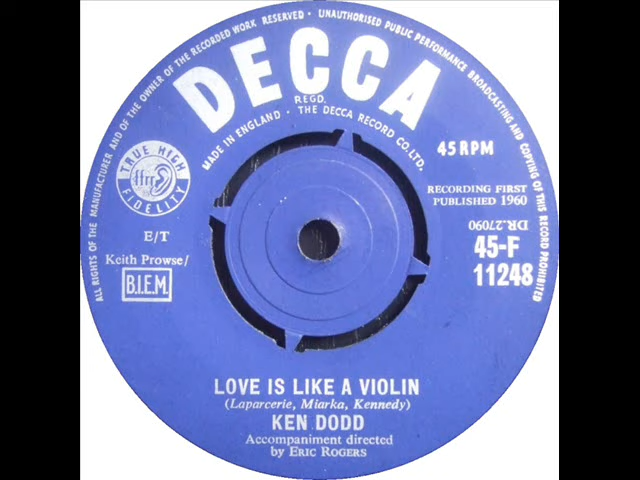 ALL RIGHTS OF THE MANUFACTURER AND OF THE OWNER OF THE RECORDED WORK RESERVED · UNAUTHORISED PUBLIC PERFORMANCE BROADCASTING AND COPYING OF THIS RECORD PROHIBITED
DECCA
REGD.
MADE IN ENGLAND · THE DECCA RECORD CO. LTD.
TRUE HIGH
ffrr
FIDELITY
45 RPM
RECORDING FIRST
PUBLISHED 1960
DR.27090
E/T
45-F
11248
Keith Prowse/
B.I.E.M.
LOVE IS LIKE A VIOLIN
(Laparcerie, Miarka, Kennedy)
KEN DODD
Accompaniment directed
by ERIC ROGERS